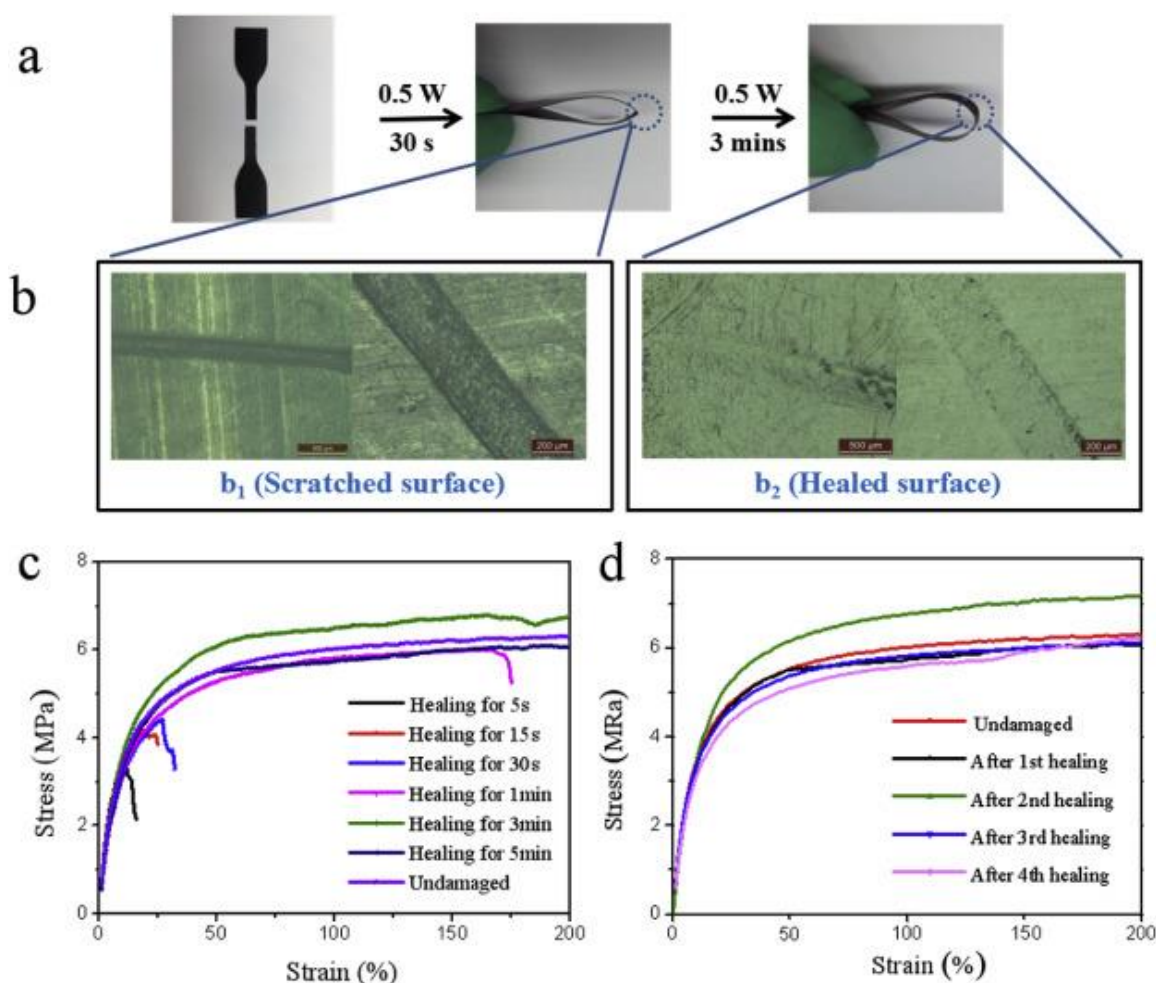 a
0.5 W
30 s
0.5 W
3 mins
b
200 μm
500 μm
200 μm
b₁ (Scratched surface)
b₂ (Healed surface)
c
8
6
4
2
0
Stress (MPa)
Healing for 5s
Healing for 15s
Healing for 30s
Healing for 1min
Healing for 3min
Healing for 5min
Undamaged
0 50 100 150 200
Strain (%)
d
8
6
4
2
0
Stress (MRa)
Undamaged
After 1st healing
After 2nd healing
After 3rd healing
After 4th healing
0 50 100 150 200
Strain (%)